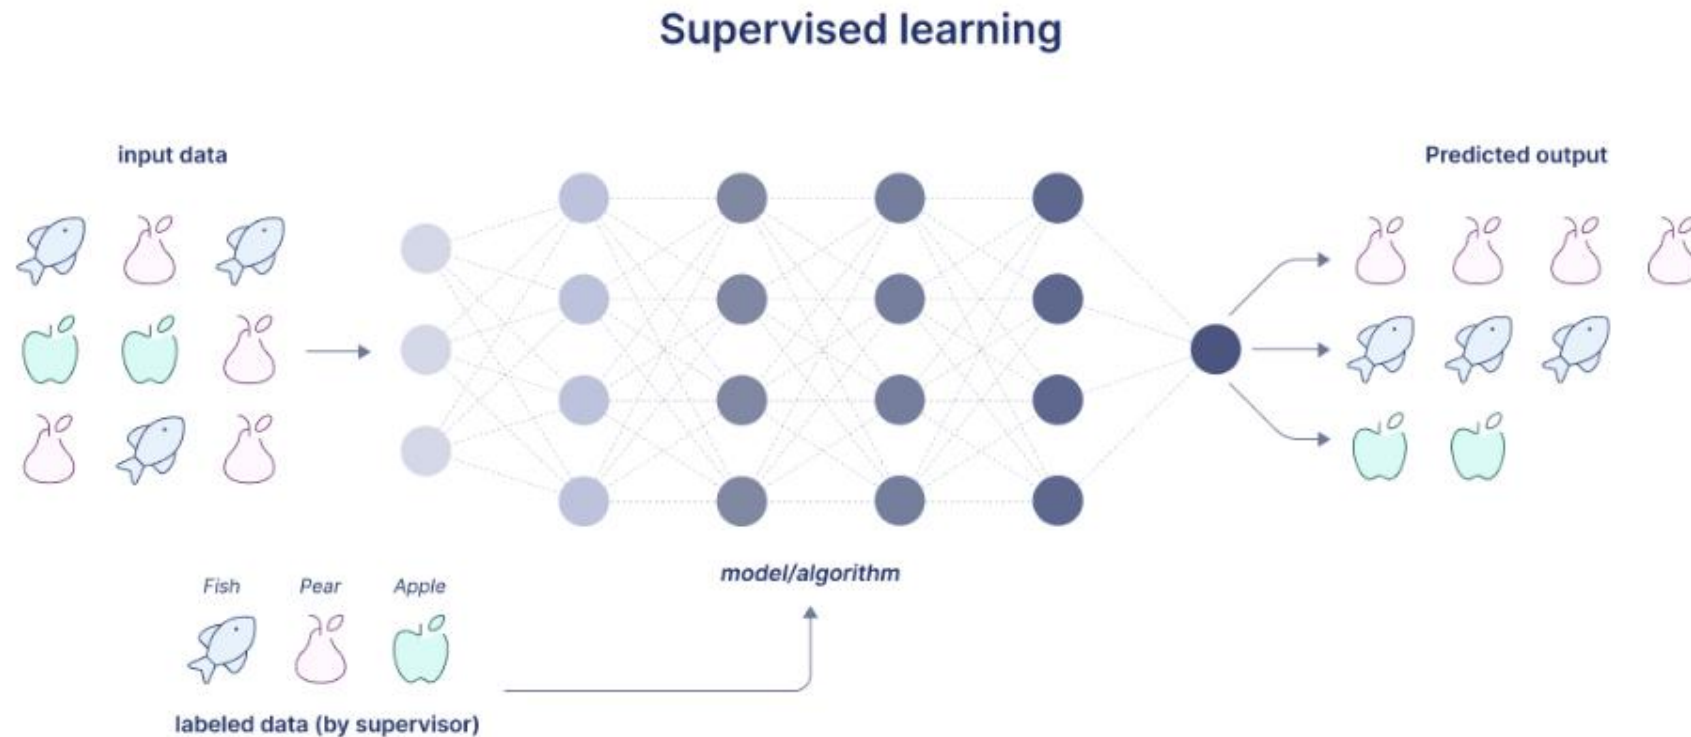 Supervised learning
input data
Predicted output
model/algorithm
Fish
Pear
Apple
labeled data (by supervisor)